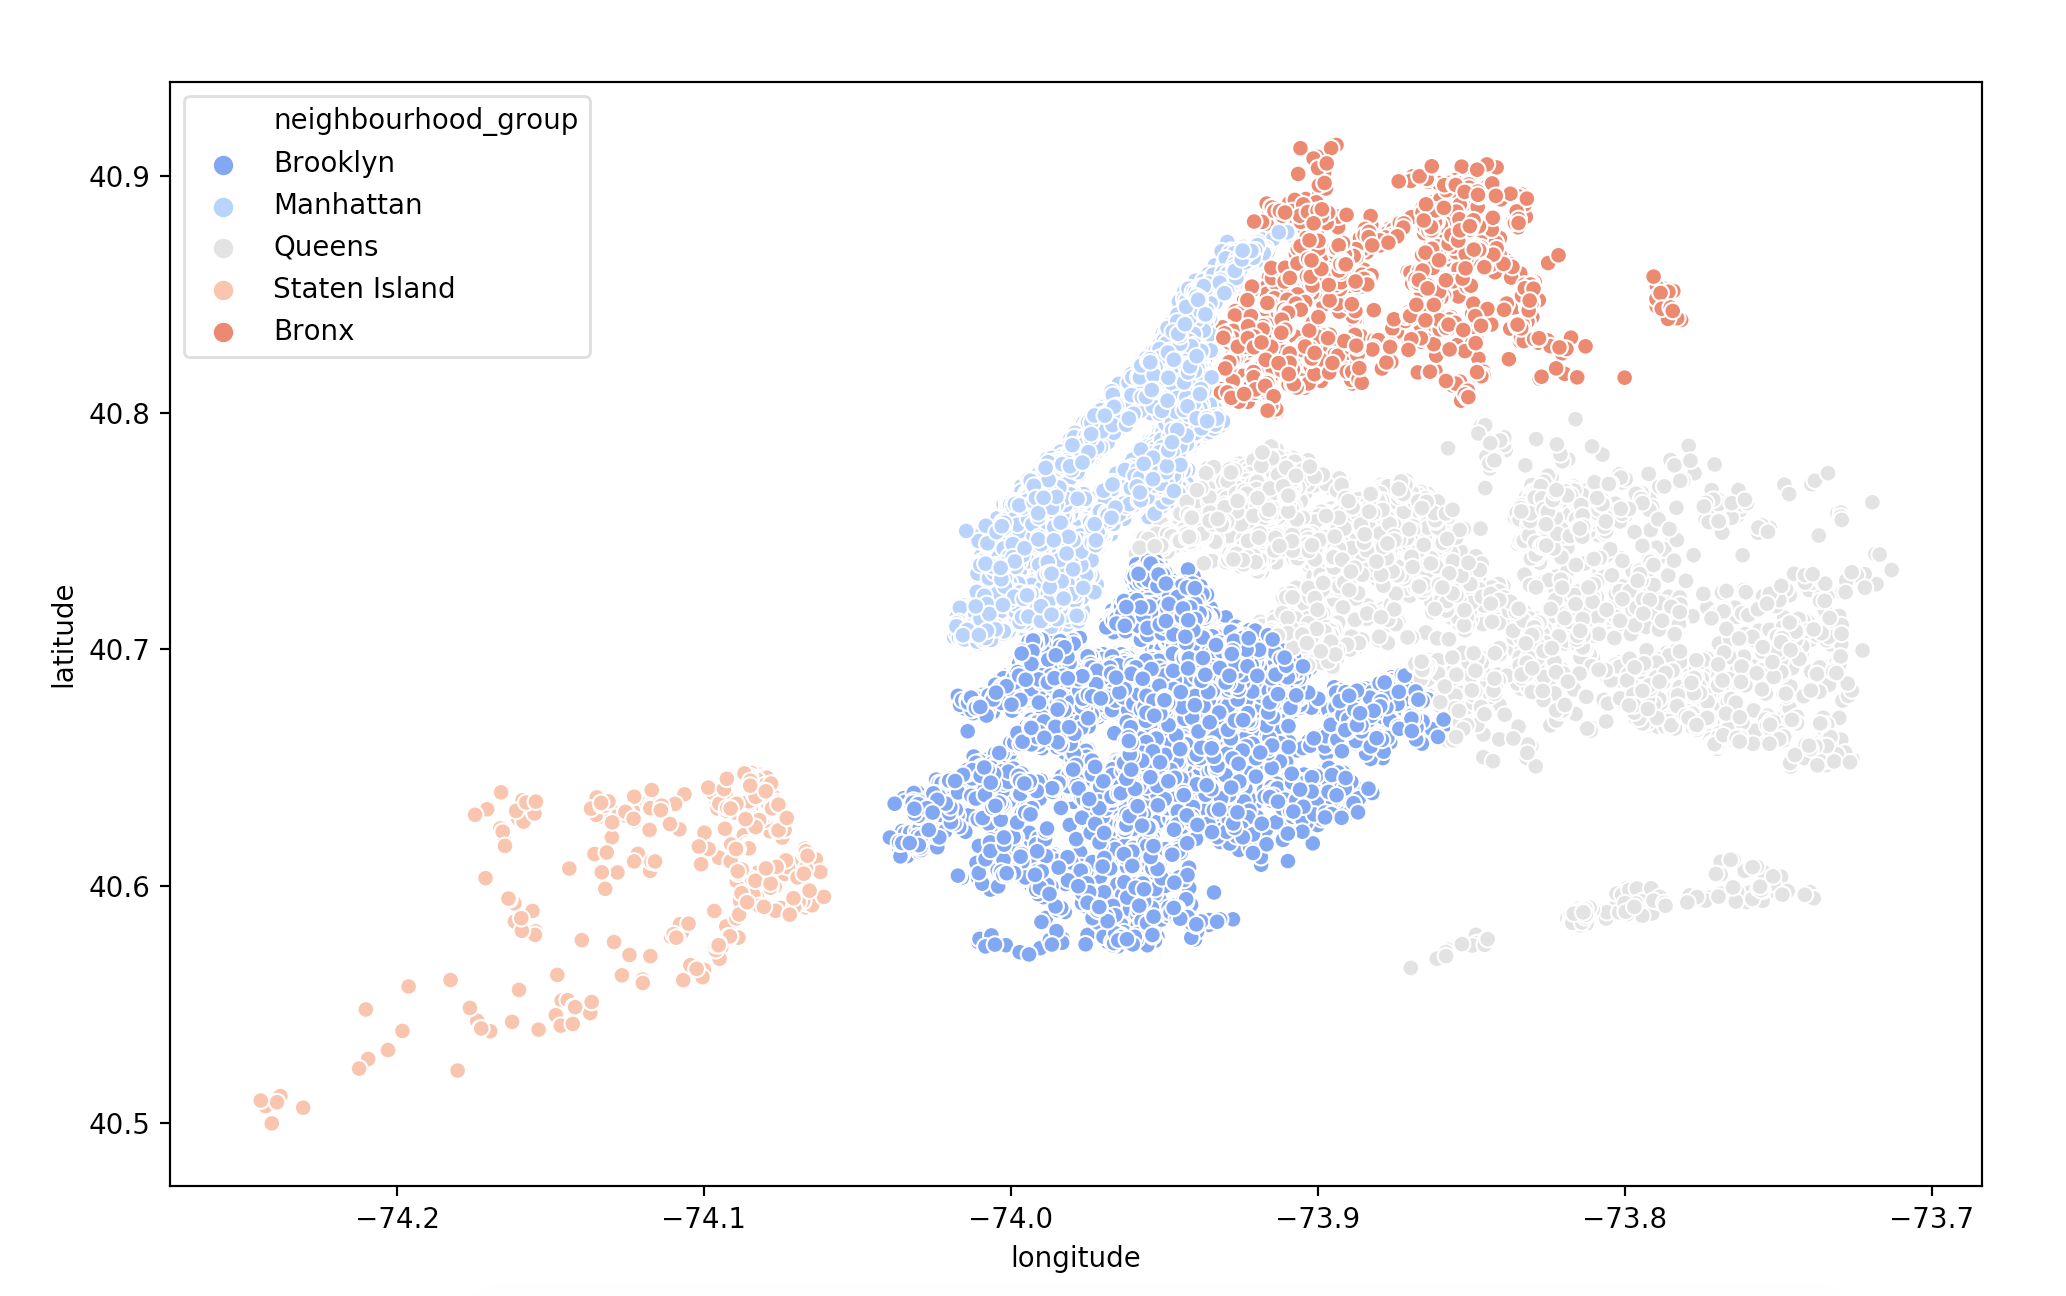 neighbourhood_group
Brooklyn
Manhattan
Queens
Staten Island
Bronx
40.9
40.8
40.7
40.6
40.5
latitude
−74.2
−74.1
−74.0
−73.9
−73.8
−73.7
longitude